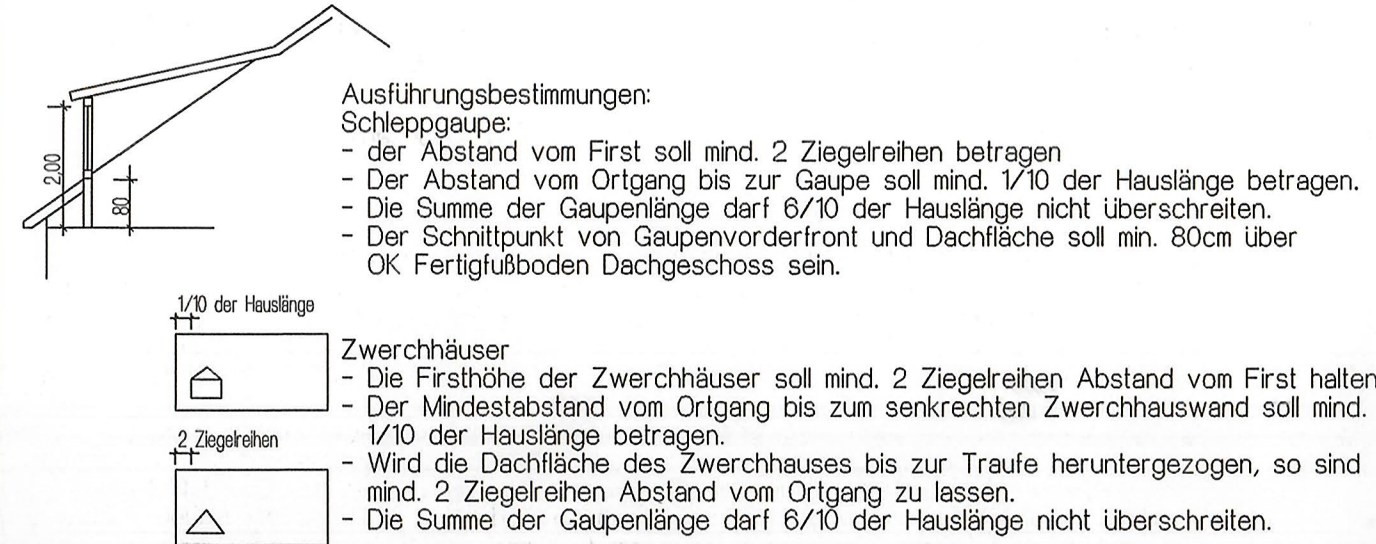 Ausführungsbestimmungen:
Schleppgaupe:
- der Abstand vom First soll mind. 2 Ziegelreihen betragen
- Der Abstand vom Ortgang bis zur Gaupe soll mind. 1/10 der Hauslänge betragen.
- Die Summe der Gaupenlänge darf 6/10 der Hauslänge nicht überschreiten.
- Der Schnittpunkt von Gaupenvorderfront und Dachfläche soll min. 80cm über
OK Fertigfußboden Dachgeschoss sein.
2,00
80
1/10 der Hauslänge
Zwerchhäuser
- Die Firsthöhe der Zwerchhäuser soll mind. 2 Ziegelreihen Abstand vom First halten
- Der Mindestabstand vom Ortgang bis zum senkrechten Zwerchhauswand soll mind.
1/10 der Hauslänge betragen.
2 Ziegelreihen
- Wird die Dachfläche des Zwerchhauses bis zur Traufe heruntergezogen, so sind
mind. 2 Ziegelreihen Abstand vom Ortgang zu lassen.
- Die Summe der Gaupenlänge darf 6/10 der Hauslänge nicht überschreiten.